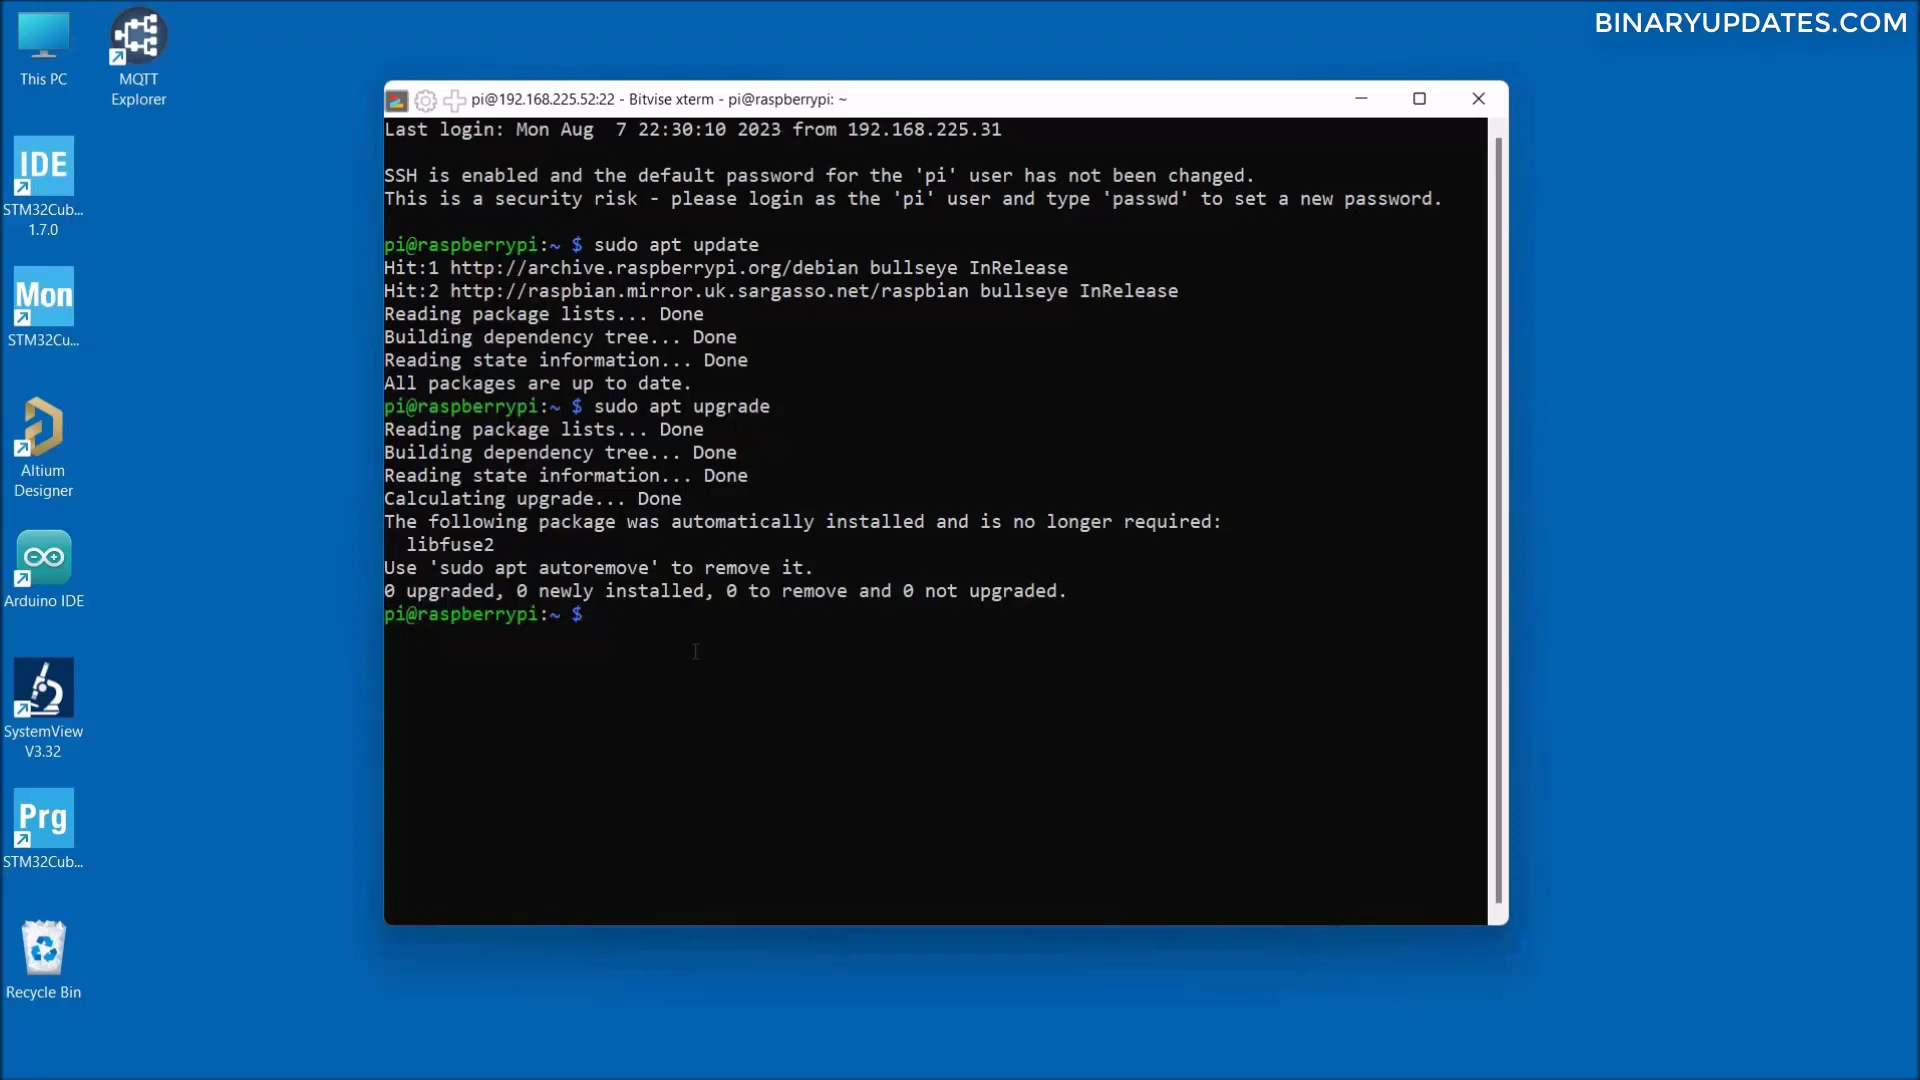 BINARYUPDATES.COM
This PC
MQTT
Explorer
IDE
STM32Cub...
1.7.0
Mon
STM32Cu...
Altium
Designer
Arduino IDE
SystemView
V3.32
Prg
STM32Cub...
Recycle Bin
pi@192.168.225.52:22 - Bitvise xterm - pi@raspberrypi: ~
Last login: Mon Aug  7 22:30:10 2023 from 192.168.225.31
SSH is enabled and the default password for the 'pi' user has not been changed.
This is a security risk - please login as the 'pi' user and type 'passwd' to set a new password.
pi@raspberrypi:~ $ sudo apt update
Hit:1 http://archive.raspberrypi.org/debian bullseye InRelease
Hit:2 http://raspbian.mirror.uk.sargasso.net/raspbian bullseye InRelease
Reading package lists... Done
Building dependency tree... Done
Reading state information... Done
All packages are up to date.
pi@raspberrypi:~ $ sudo apt upgrade
Reading package lists... Done
Building dependency tree... Done
Reading state information... Done
Calculating upgrade... Done
The following package was automatically installed and is no longer required:
  libfuse2
Use 'sudo apt autoremove' to remove it.
0 upgraded, 0 newly installed, 0 to remove and 0 not upgraded.
pi@raspberrypi:~ $